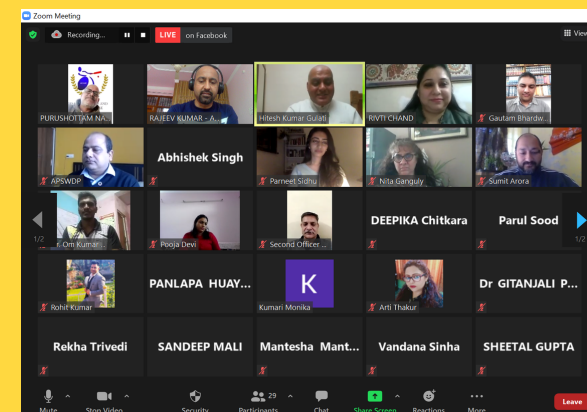 Zoom Meeting
Recording...
LIVE on Facebook
View
PURUSHOTTAM NA...
RAJEEV KUMAR - A...
Hitesh Kumar Gulati
RIVTI CHAND
Gautam Bhardw...
APSWDP
Abhishek Singh
Parneet Sidhu
Nita Ganguly
Sumit Arora
r. Om Kumar
Pooja Devi
Second Officer ...
DEEPIKA Chitkara
Parul Sood
1/2
1/2
Rohit Kumar
PANLAPA HUAY...
K
Kumari Monika
Arti Thakur
Dr GITANJALI P...
Rekha Trivedi
SANDEEP MALI
Mantesha Mant...
Vandana Sinha
SHEETAL GUPTA
Mute
Stop Video
Security
29
Participants
Chat
Share Screen
Reactions
More
Leave